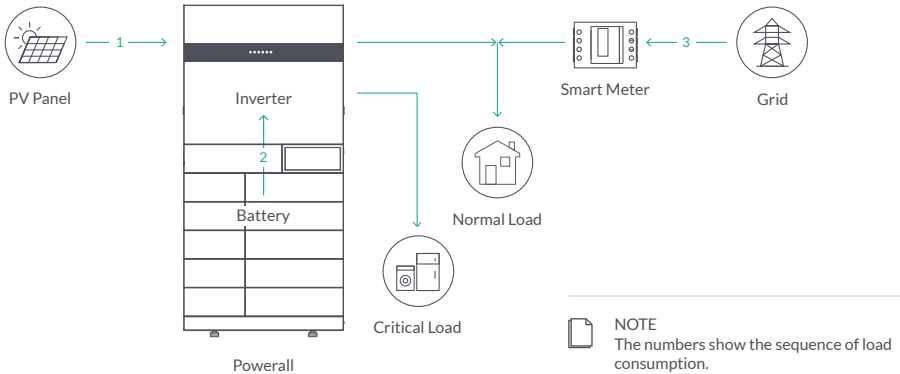 1
3
PV Panel
Inverter
Smart Meter
Grid
2
Battery
Normal Load
Critical Load
NOTE
The numbers show the sequence of load
consumption.
Powerall